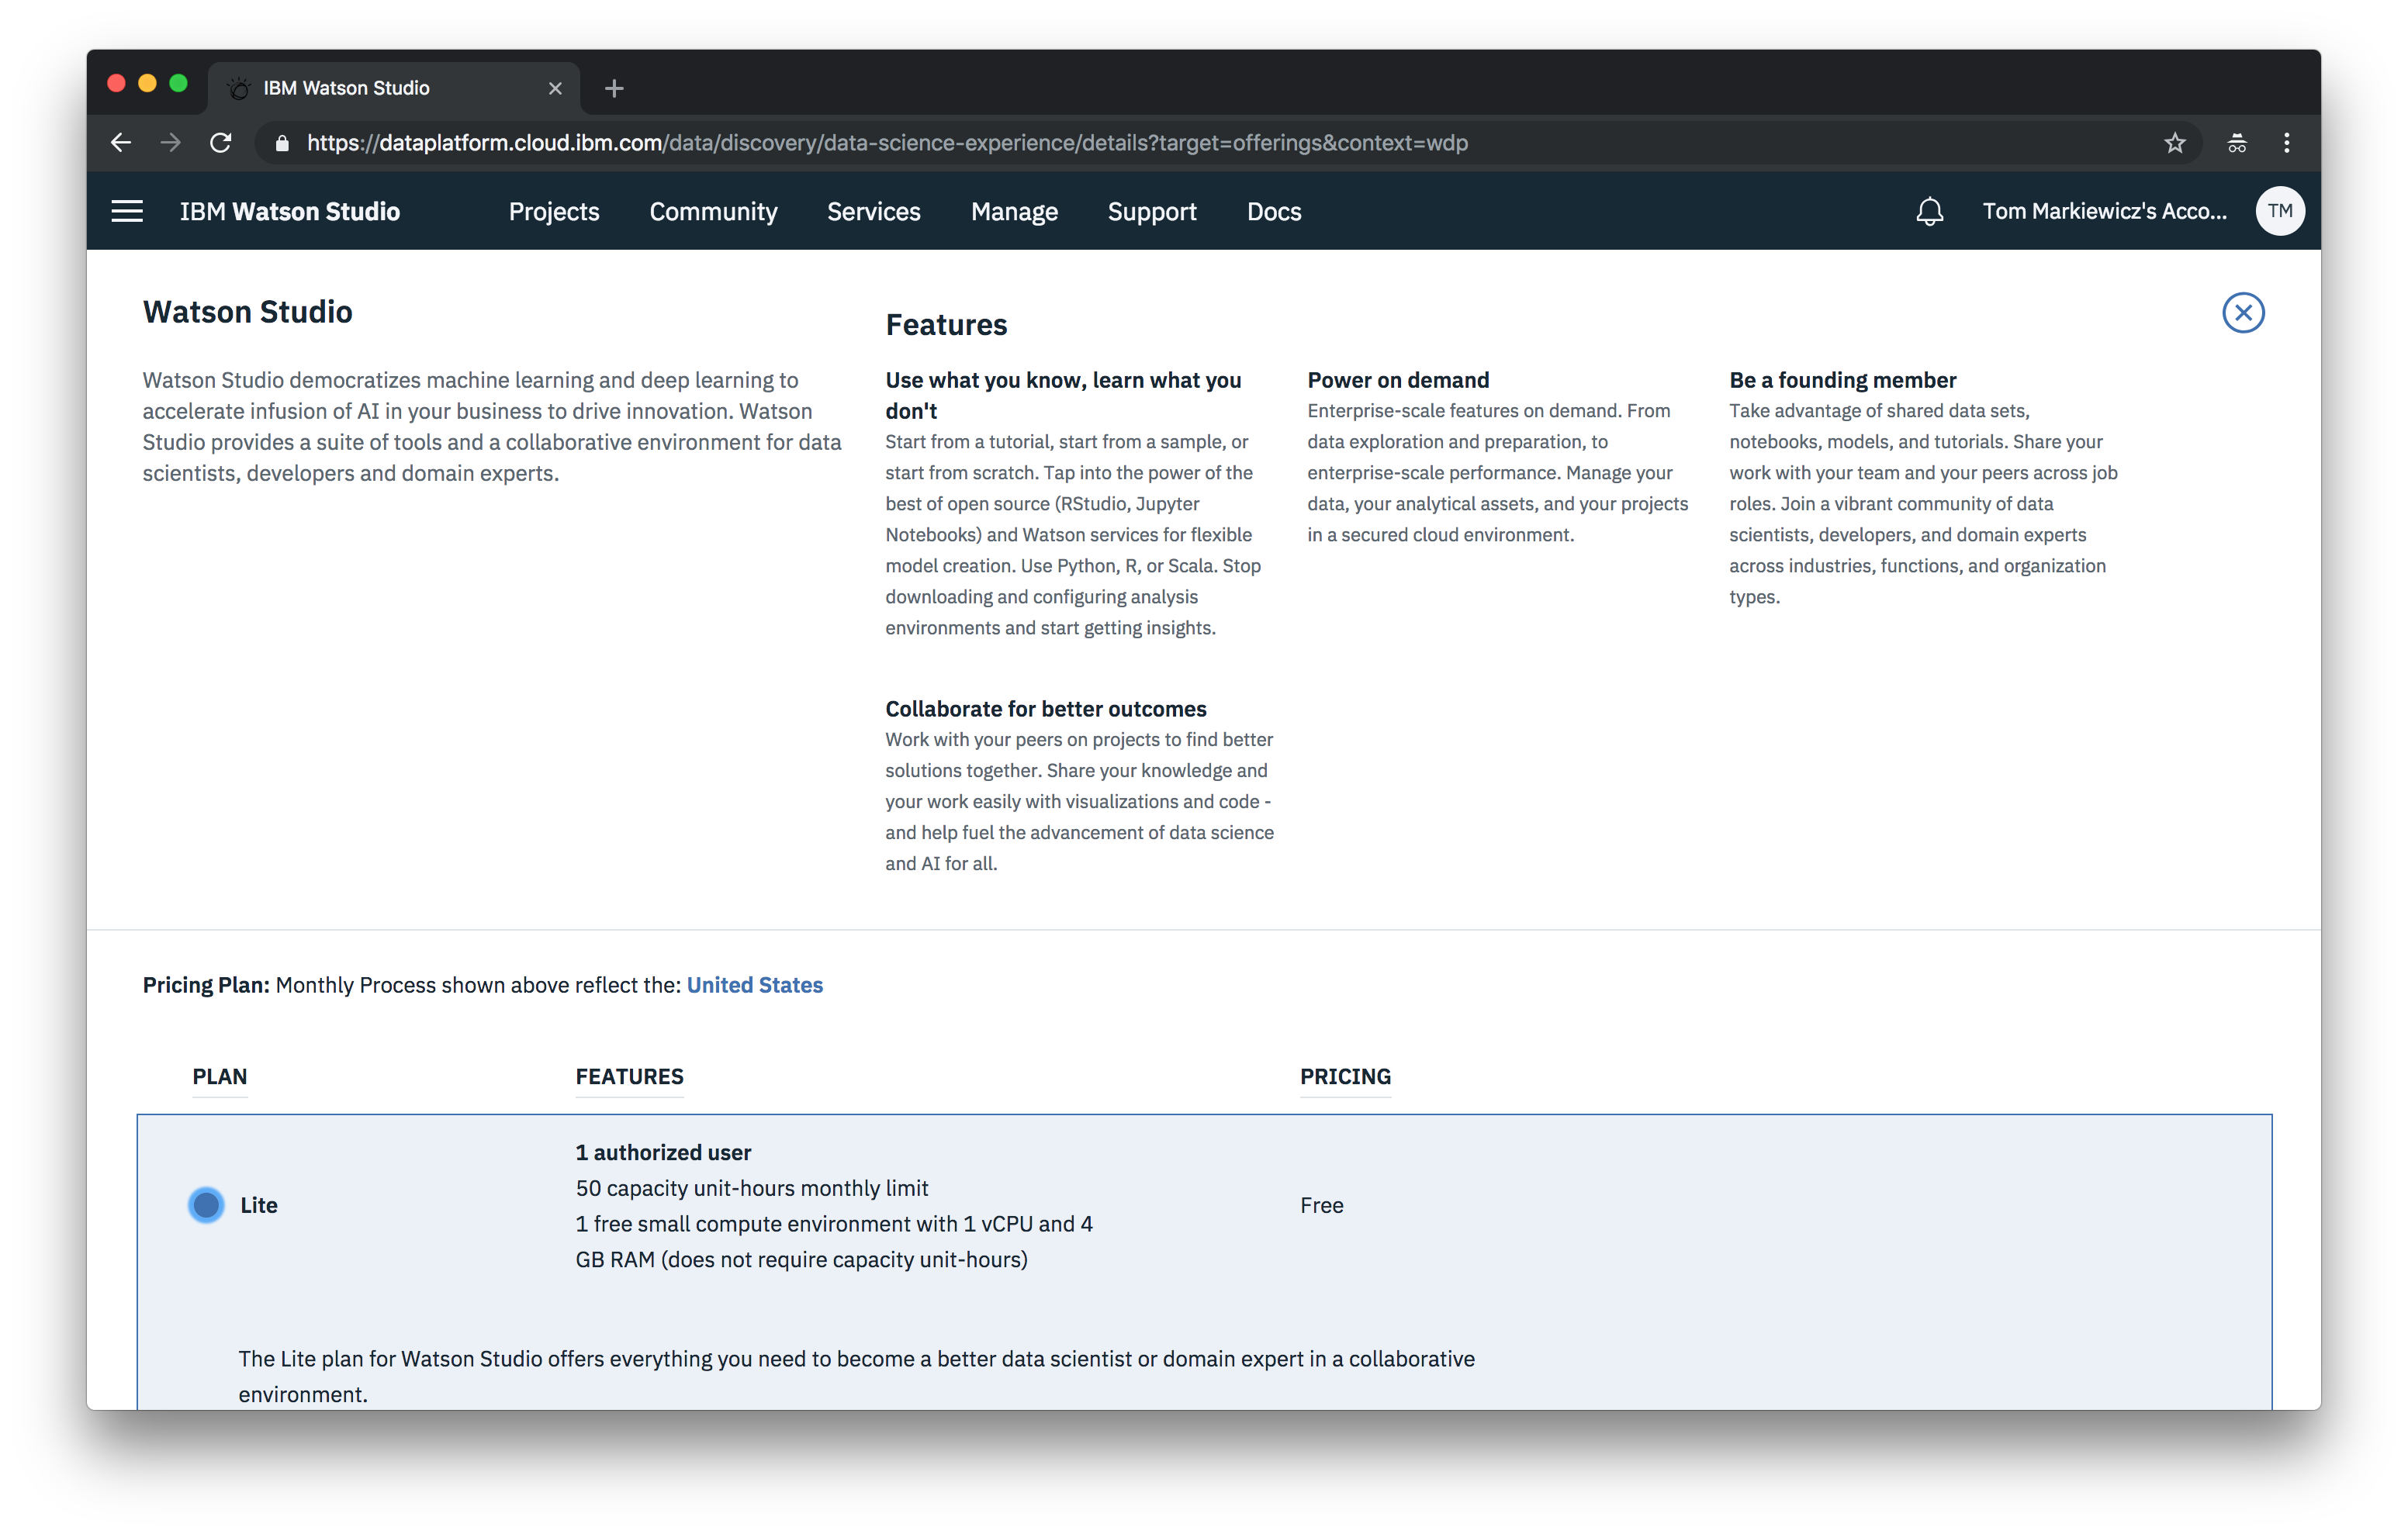 IBM Watson Studio
https://dataplatform.cloud.ibm.com/data/discovery/data-science-experience/details?target=offerings&context=wdp
IBM Watson Studio
Projects
Community
Services
Manage
Support
Docs
Tom Markiewicz's Acco...
TM
Watson Studio
Watson Studio democratizes machine learning and deep learning to
accelerate infusion of AI in your business to drive innovation. Watson
Studio provides a suite of tools and a collaborative environment for data
scientists, developers and domain experts.
Features
Use what you know, learn what you
don't
Start from a tutorial, start from a sample, or
start from scratch. Tap into the power of the
best of open source (RStudio, Jupyter
Notebooks) and Watson services for flexible
model creation. Use Python, R, or Scala. Stop
downloading and configuring analysis
environments and start getting insights.
Power on demand
Enterprise-scale features on demand. From
data exploration and preparation, to
enterprise-scale performance. Manage your
data, your analytical assets, and your projects
in a secured cloud environment.
Be a founding member
Take advantage of shared data sets,
notebooks, models, and tutorials. Share your
work with your team and your peers across job
roles. Join a vibrant community of data
scientists, developers, and domain experts
across industries, functions, and organization
types.
Collaborate for better outcomes
Work with your peers on projects to find better
solutions together. Share your knowledge and
your work easily with visualizations and code -
and help fuel the advancement of data science
and AI for all.
Pricing Plan: Monthly Process shown above reflect the: United States
PLAN
FEATURES
PRICING
Lite
1 authorized user
50 capacity unit-hours monthly limit
1 free small compute environment with 1 vCPU and 4
GB RAM (does not require capacity unit-hours)
Free
The Lite plan for Watson Studio offers everything you need to become a better data scientist or domain expert in a collaborative
environment.